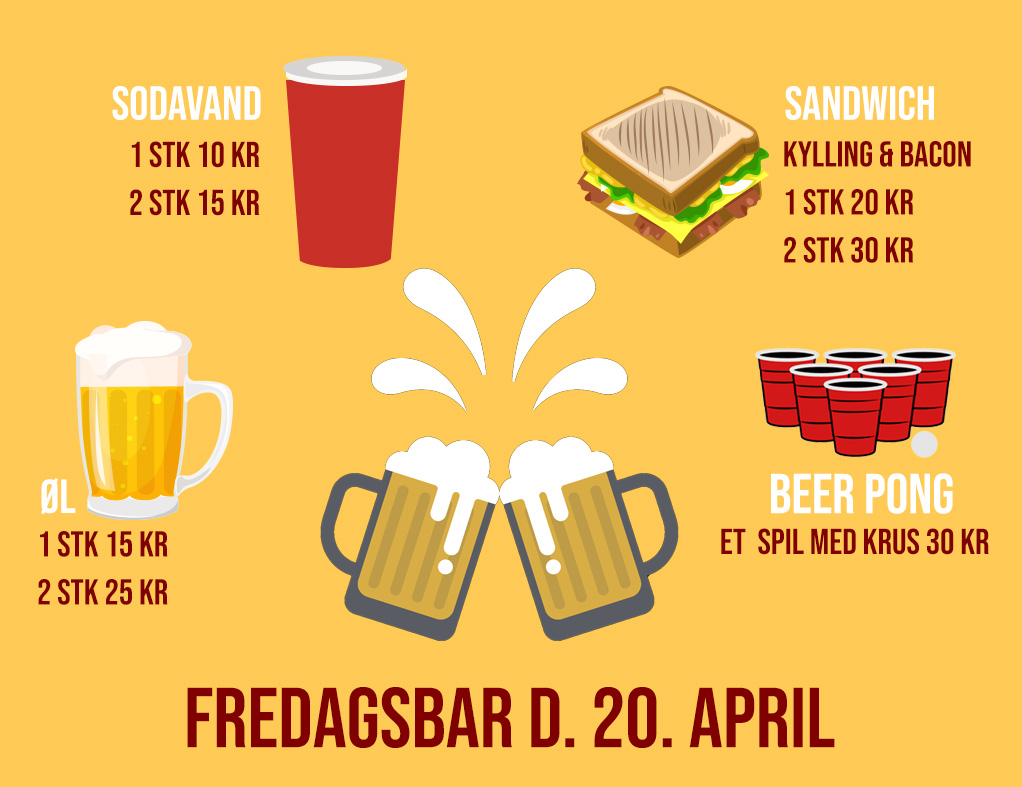 SODAVAND
1 STK 10 KR
2 STK 15 KR
SANDWICH
KYLLING & BACON
1 STK 20 KR
2 STK 30 KR
ØL
1 STK 15 KR
2 STK 25 KR
BEER PONG
ET SPIL MED KRUS 30 KR
FREDAGSBAR D. 20. APRIL